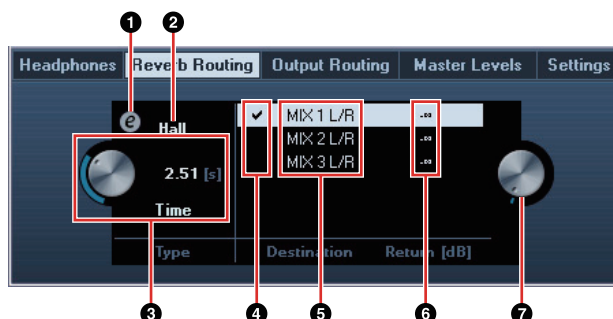 1 2
Headphones Reverb Routing Output Routing Master Levels Settings
e Hall ✔ MIX 1 L/R -∞
MIX 2 L/R -∞
2.51 [s] MIX 3 L/R -∞
Time
Type Destination Return [dB]
3 4 5 6 7